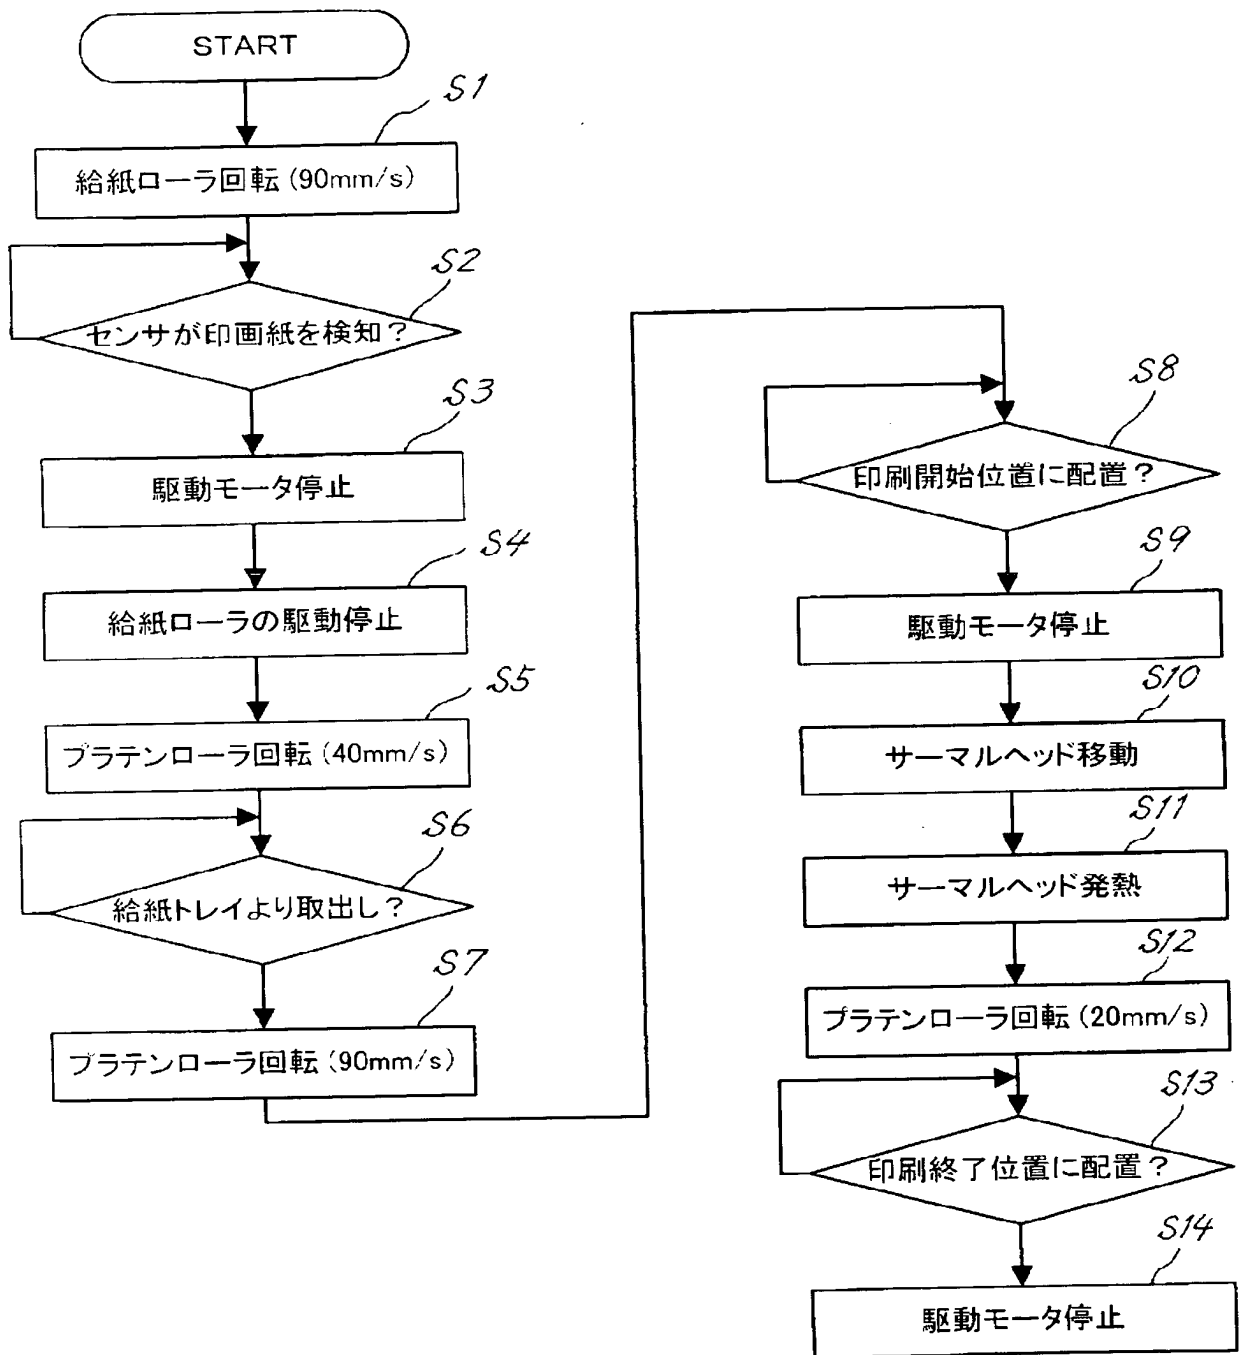 START
S1
給紙ローラ回転(90mm/s)
S2
センサが印画紙を検知?
S3
駆動モータ停止
S4
給紙ローラの駆動停止
S5
プラテンローラ回転(40mm/s)
S6
給紙トレイより取出し?
S7
プラテンローラ回転(90mm/s)
S8
印刷開始位置に配置?
S9
駆動モータ停止
S10
サーマルヘッド移動
S11
サーマルヘッド発熱
S12
プラテンローラ回転(20mm/s)
S13
印刷終了位置に配置?
S14
駆動モータ停止